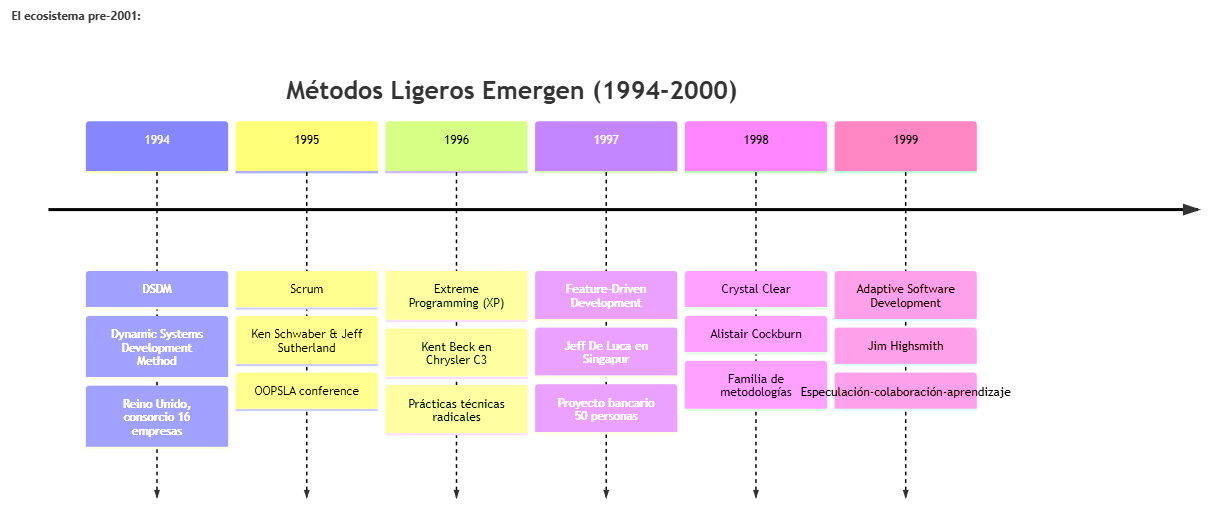 El ecosistema pre-2001:
Métodos Ligeros Emergen (1994-2000)
1994
1995
1996
1997
1998
1999
DSDM
Dynamic Systems
Development
Method
Reino Unido,
consorcio 16
empresas
Scrum
Ken Schwaber & Jeff
Sutherland
OOPSLA conference
Extreme
Programming (XP)
Kent Beck en
Chrysler C3
Prácticas técnicas
radicales
Feature-Driven
Development
Jeff De Luca en
Singapur
Proyecto bancario
50 personas
Crystal Clear
Alistair Cockburn
Familia de
metodologías
Adaptive Software
Development
Jim Highsmith
Especulación-colaboración-aprendizaje